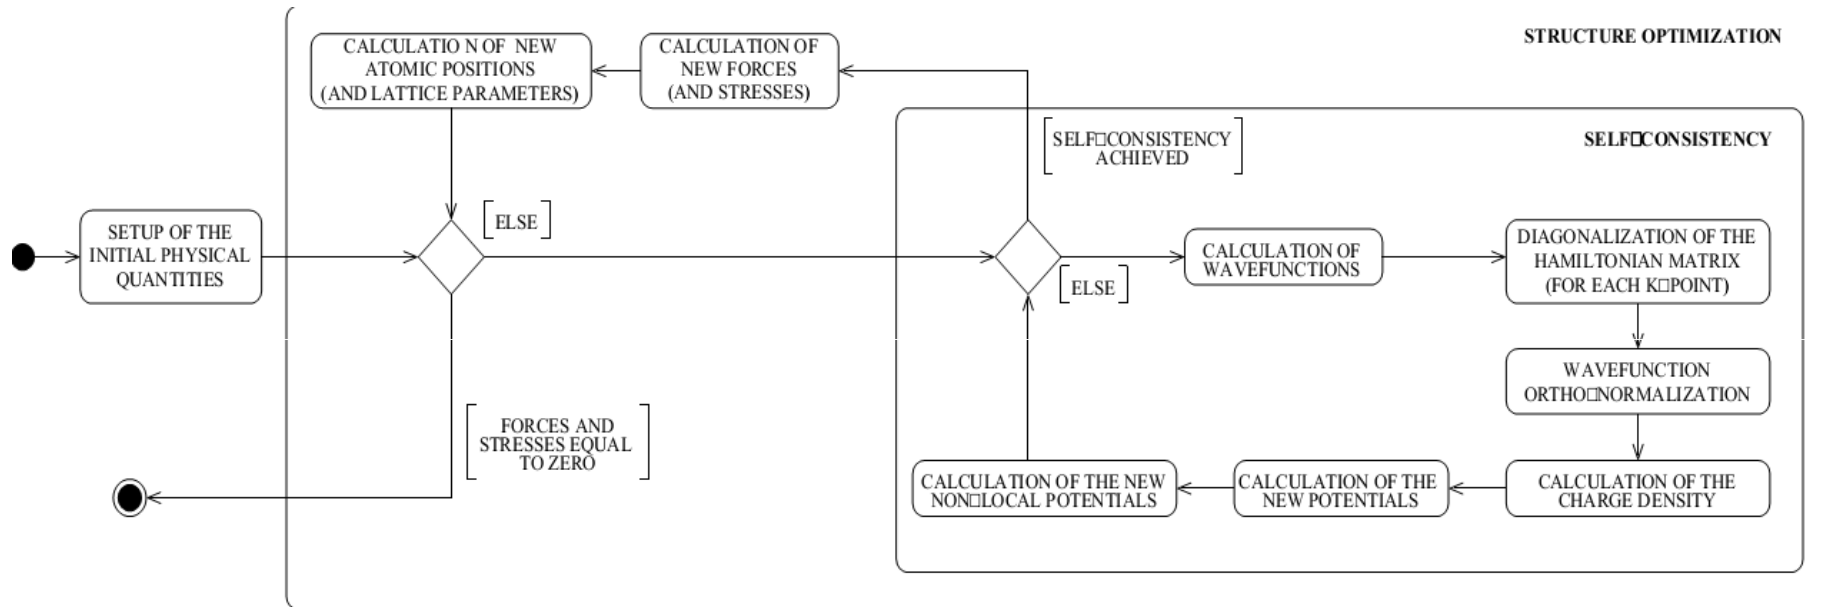 STRUCTURE OPTIMIZATION
CALCULATIO N OF NEW
ATOMIC POSITIONS
(AND LATTICE PARAMETERS)
CALCULATION OF
NEW FORCES
(AND STRESSES)
SELF□CONSISTENCY
ACHIEVED
SELF□CONSISTENCY
SETUP OF THE
INITIAL PHYSICAL
QUANTITIES
ELSE
ELSE
CALCULATION OF
WAVEFUNCTIONS
DIAGONALIZATION OF THE
HAMILTONIAN MATRIX
(FOR EACH K□POINT)
WAVEFUNCTION
ORTHO□NORMALIZATION
FORCES AND
STRESSES EQUAL
TO ZERO
CALCULATION OF THE NEW
NON□LOCAL POTENTIALS
CALCULATION OF THE
NEW POTENTIALS
CALCULATION OF THE
CHARGE DENSITY